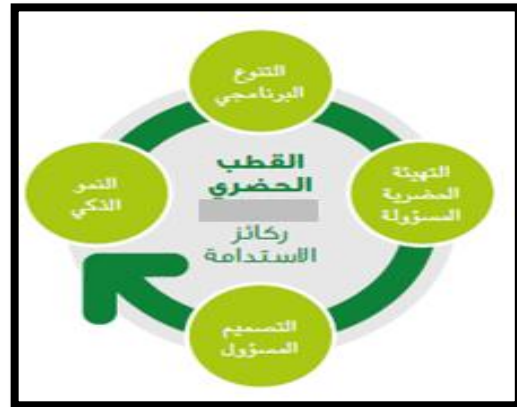 التنوع
البرنامجي
القطب
الحضري
ركائز
الاستدامة
التهيئة
الحضرية
المسؤولة
التصميم
المسؤول
النمو
الذكي